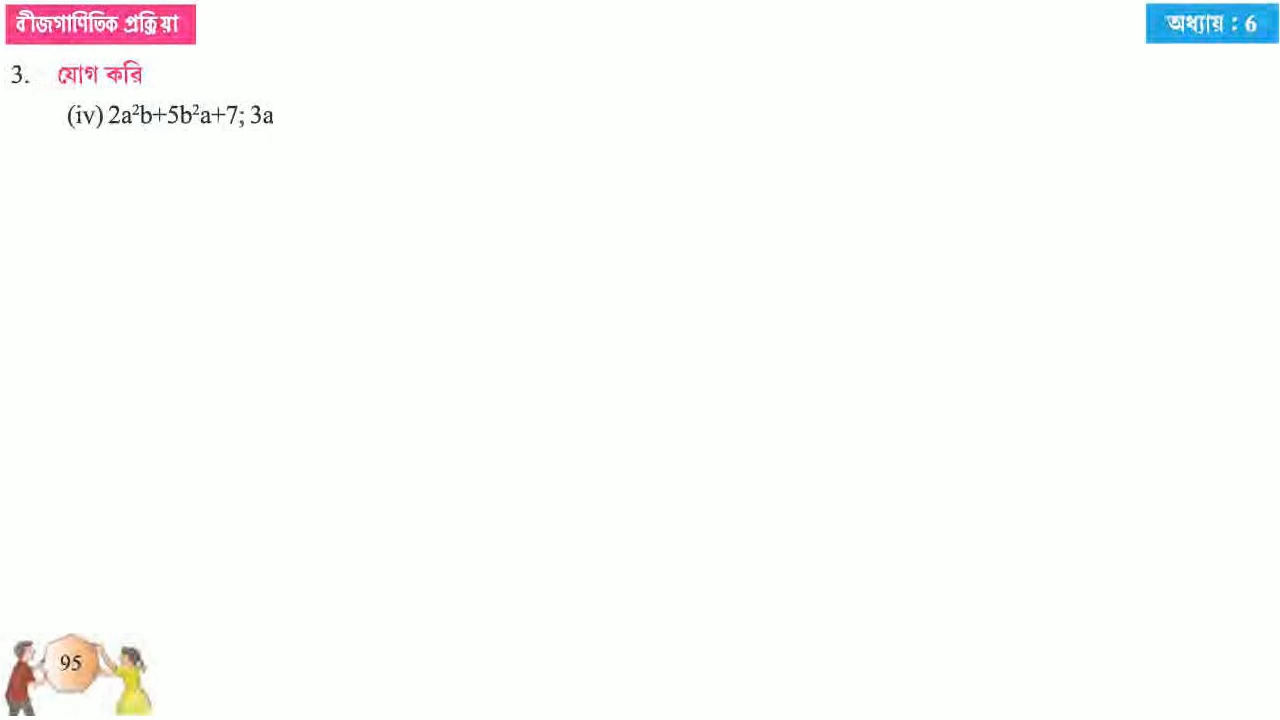 বীজগাণিতিক প্রক্রিয়া
অধ্যায় : 6
3. যোগ করি
(iv) 2a²b+5b²a+7; 3a
95